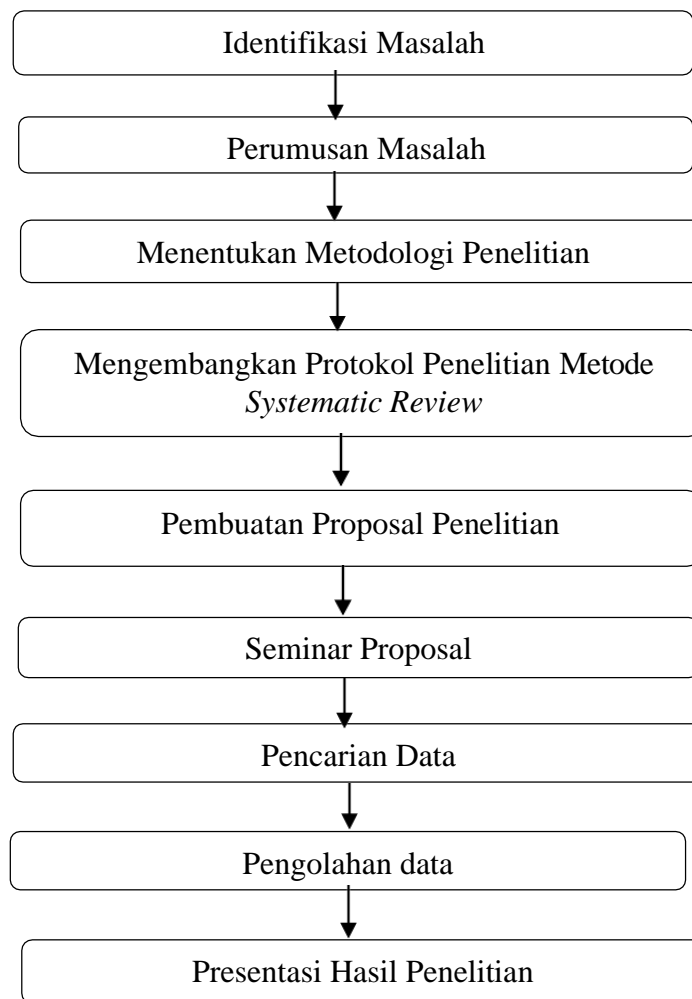 Identifikasi Masalah
Perumusan Masalah
Menentukan Metodologi Penelitian
Mengembangkan Protokol Penelitian Metode
Systematic Review
Pembuatan Proposal Penelitian
Seminar Proposal
Pencarian Data
Pengolahan data
Presentasi Hasil Penelitian